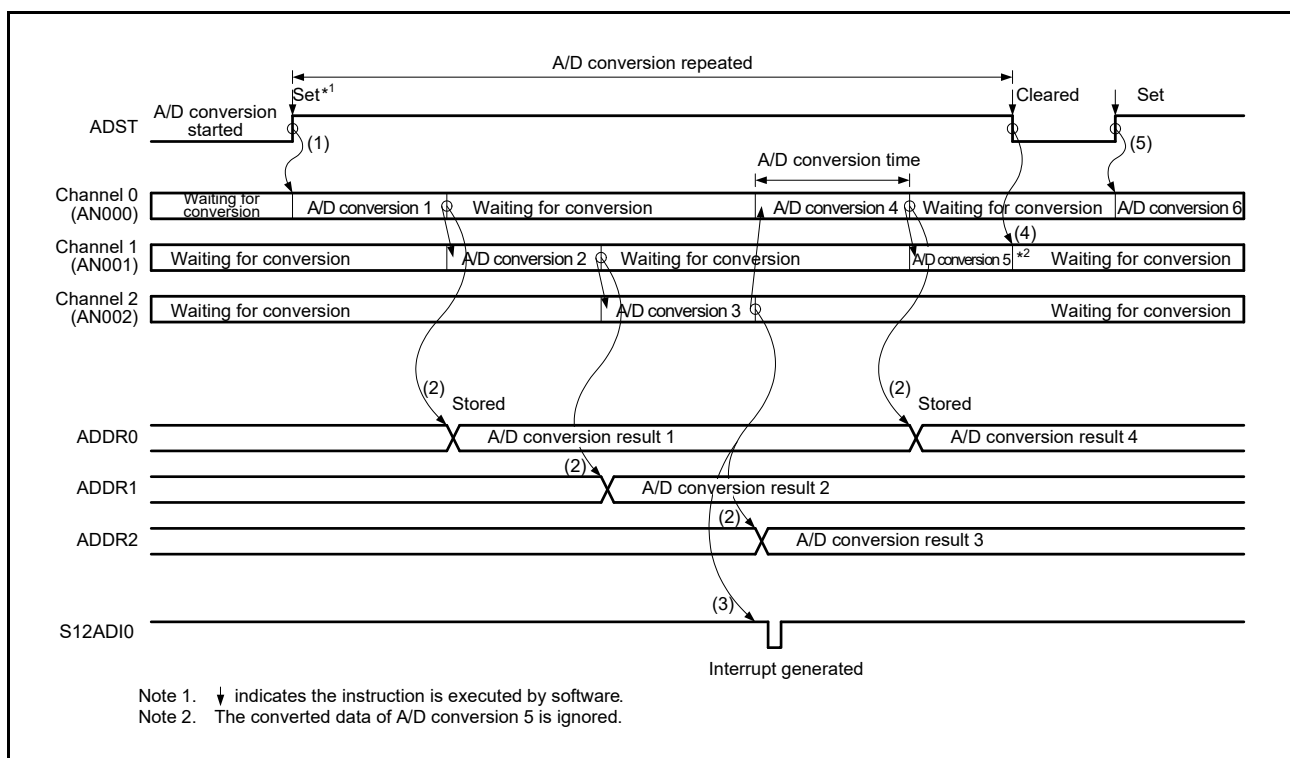 A/D conversion repeated
Set*1
Cleared
Set
ADST
A/D conversion
started
(1)
(5)
A/D conversion time
Channel 0
(AN000)
Waiting for
conversion
A/D conversion 1
Waiting for conversion
A/D conversion 4
Waiting for conversion
A/D conversion 6
(4)
Channel 1
(AN001)
Waiting for conversion
A/D conversion 2
Waiting for conversion
A/D conversion 5
*2
Waiting for conversion
Channel 2
(AN002)
Waiting for conversion
A/D conversion 3
Waiting for conversion
(2)
Stored
(2)
Stored
ADDR0
A/D conversion result 1
A/D conversion result 4
(2)
ADDR1
A/D conversion result 2
(2)
ADDR2
A/D conversion result 3
(3)
S12ADI0
Interrupt generated
Note 1. ↓ indicates the instruction is executed by software.
Note 2. The converted data of A/D conversion 5 is ignored.